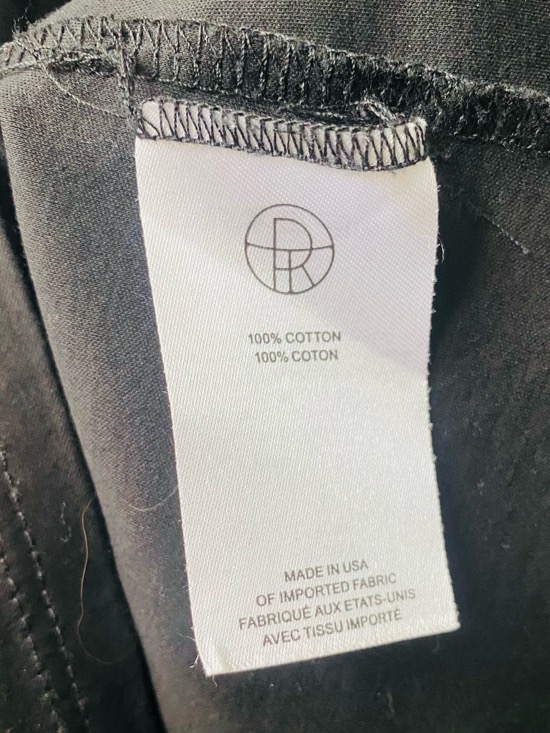 100% COTTON
100% COTON
MADE IN USA
OF IMPORTED FABRIC
FABRIQUÉ AUX ETATS-UNIS
AVEC TISSU IMPORTÉ